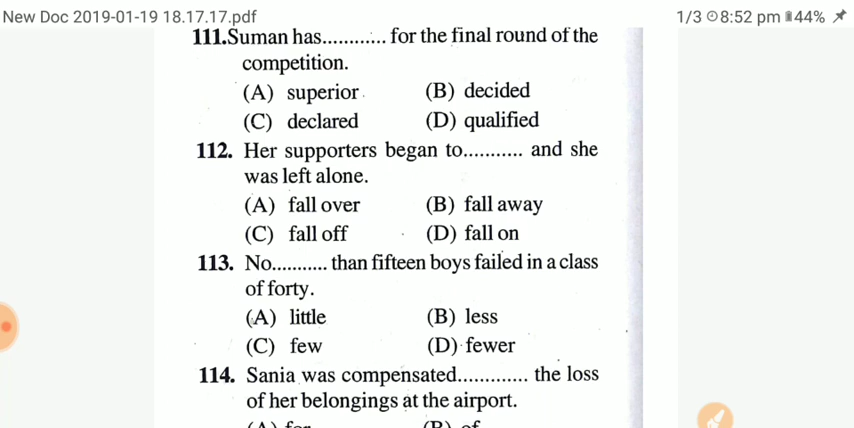 New Doc 2019-01-19 18.17.17.pdf 1/3 8:52 pm 44%
111.Suman has............ for the final round of the
competition.
(A) superior (B) decided
(C) declared (D) qualified
112. Her supporters began to........... and she
was left alone.
(A) fall over (B) fall away
(C) fall off (D) fall on
113. No........... than fifteen boys failed in a class
of forty.
(A) little (B) less
(C) few (D) fewer
114. Sania was compensated............. the loss
of her belongings at the airport.
(A) for (B) of